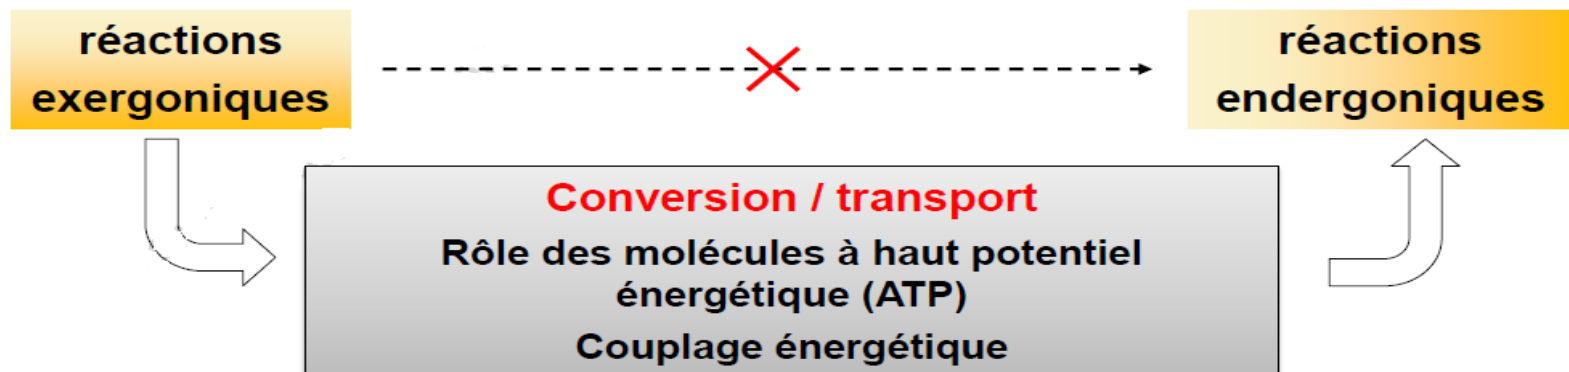 réactions
exergoniques
réactions
endergoniques
Conversion / transport
Rôle des molécules à haut potentiel
énergétique (ATP)
Couplage énergétique